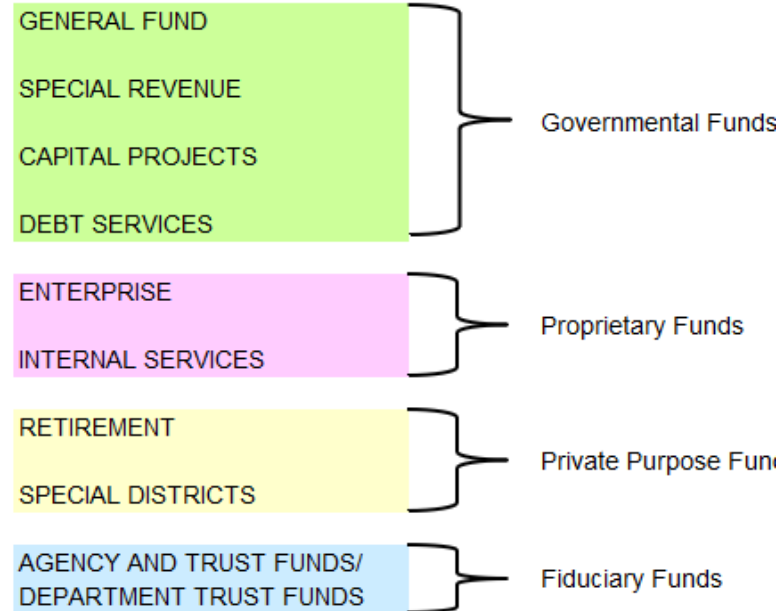 GENERAL FUND
SPECIAL REVENUE
CAPITAL PROJECTS
DEBT SERVICES
Governmental Funds
ENTERPRISE
INTERNAL SERVICES
Proprietary Funds
RETIREMENT
SPECIAL DISTRICTS
Private Purpose
AGENCY AND TRUST FUNDS/
DEPARTMENT TRUST FUNDS
Fiduciary Funds